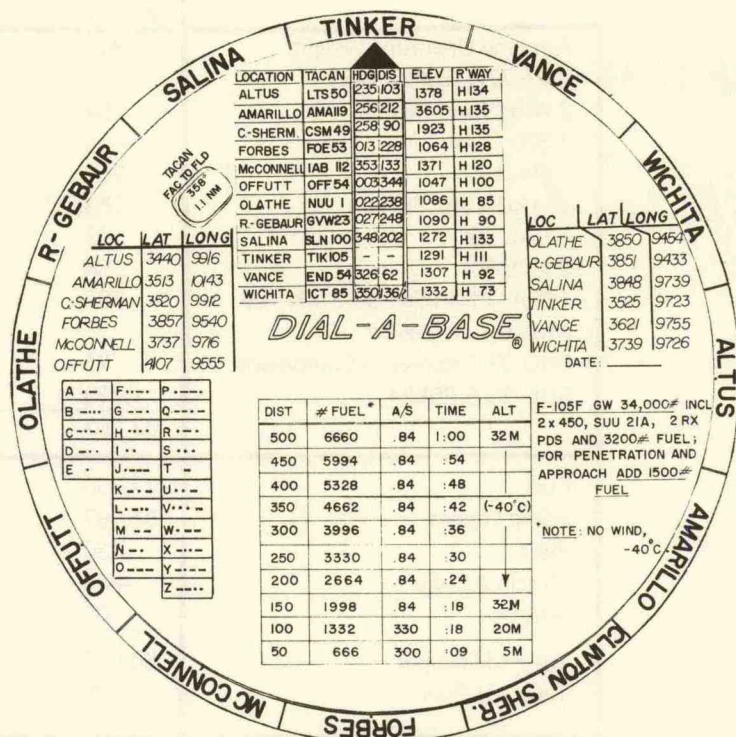 TINKER
VANCE
WICHITA
ALTUS
AMARILLO
CLINTON, SHER.
FORBES
MC CONNELL
OFFUTT
OLATHE
R-GEBAUR
SALINA
LOCATION TACAN HDG DIS ELEV R'WAY
ALTUS LTS 50 235 103 1378 H 134
AMARILLO AMA119 256 212 3605 H 135
C-SHERM. CSM 49 258 90 1923 H 135
FORBES FOE 53 013 228 1064 H 128
McCONNELL IAB 112 353 133 1371 H 120
OFFUTT OFF 54 003 344 1047 H 100
OLATHE NUU 1 022 238 1086 H 85
R-GEBAUR GVW23 027 248 1090 H 90
SALINA SLN 100 348 202 1272 H 133
TINKER TIK 105 - - 1291 H 111
VANCE END 54 326 62 1307 H 92
WICHITA ICT 85 350 136 1332 H 73
TACAN
FAC TO FLD
358°
1.1 NM
LOC LAT LONG
ALTUS 3440 9916
AMARILLO 3513 10143
C-SHERMAN 3520 9912
FORBES 3857 9540
McCONNELL 3737 9716
OFFUTT 4107 9555
LOC LAT LONG
OLATHE 3850 9454
R-GEBAUR 3851 9433
SALINA 3848 9739
TINKER 3525 9723
VANCE 3621 9755
WICHITA 3739 9726
DATE:
DIAL-A-BASE®
A ·– F ··–· P ·––·
B –··· G ––· Q ––·–
C –·–· H ···· R ·–·
D –·· I ·· S ···
E · J ·––– T –
K –·– U ··–
L ·–·· V ···–
M –– W ·––
N –· X –··–
O ––– Y –·––
Z ––··
DIST # FUEL* A/S TIME ALT
500 6660 .84 1:00 32M
450 5994 .84 :54
400 5328 .84 :48
350 4662 .84 :42 (-40°C)
300 3996 .84 :36
250 3330 .84 :30
200 2664 .84 :24
150 1998 .84 :18 32M
100 1332 330 :18 20M
50 666 300 :09 5M
F-105F GW 34,000# INCL
2 x 450, SUU 21A, 2 RX
PDS AND 3200# FUEL;
FOR PENETRATION AND
APPROACH ADD 1500#
FUEL
*NOTE: NO WIND,
-40°C.